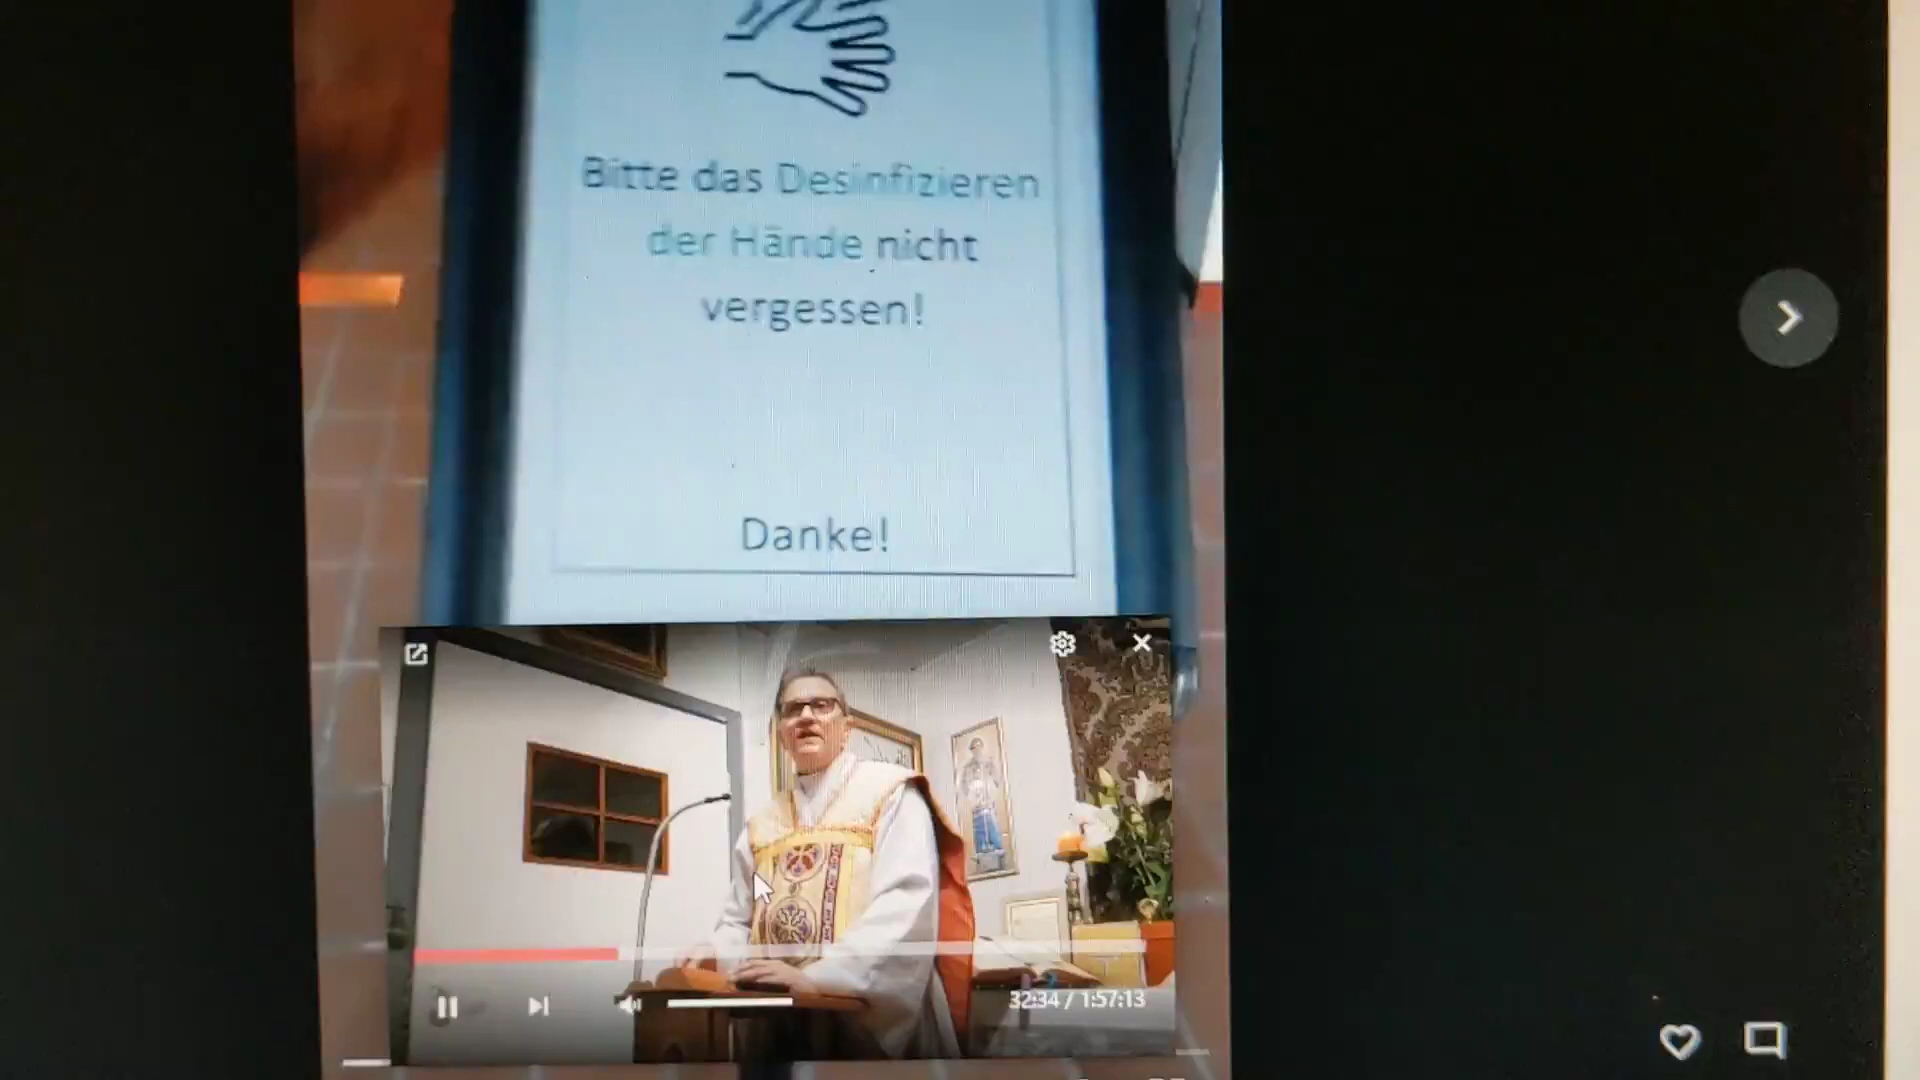 Bitte das Desinfizieren
der Hände nicht
vergessen!
Danke!
32:34 / 1:57:13